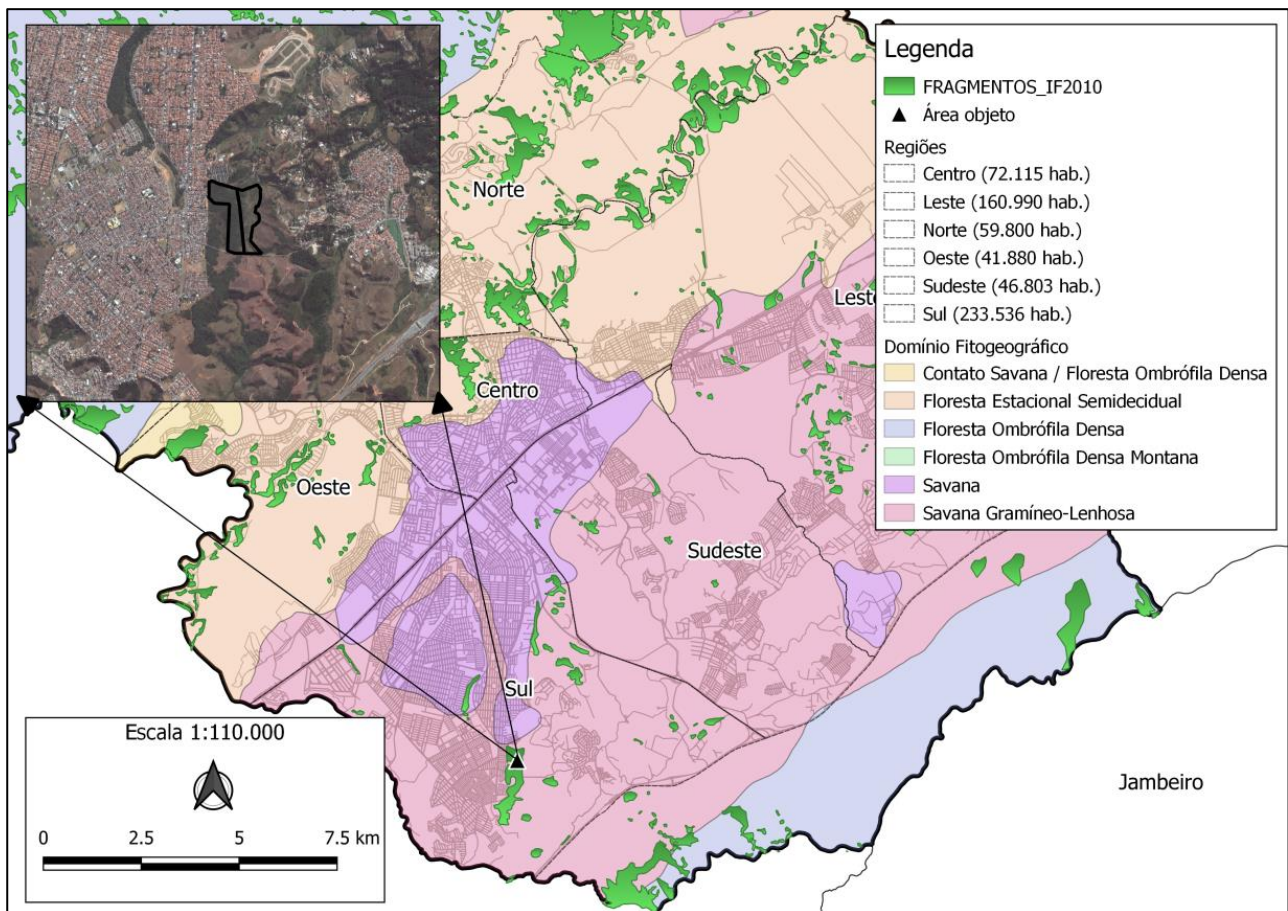 Legenda
FRAGMENTOS_IF2010
Área objeto
Regiões
Centro (72.115 hab.)
Leste (160.990 hab.)
Norte (59.800 hab.)
Oeste (41.880 hab.)
Sudeste (46.803 hab.)
Sul (233.536 hab.)
Domínio Fitogeográfico
Contato Savana / Floresta Ombrófila Densa
Floresta Estacional Semidecidual
Floresta Ombrófila Densa
Floresta Ombrófila Densa Montana
Savana
Savana Gramíneo-Lenhosa
Norte
Leste
Centro
Oeste
Sudeste
Sul
Jambeiro
Escala 1:110.000
0 2.5 5 7.5 km